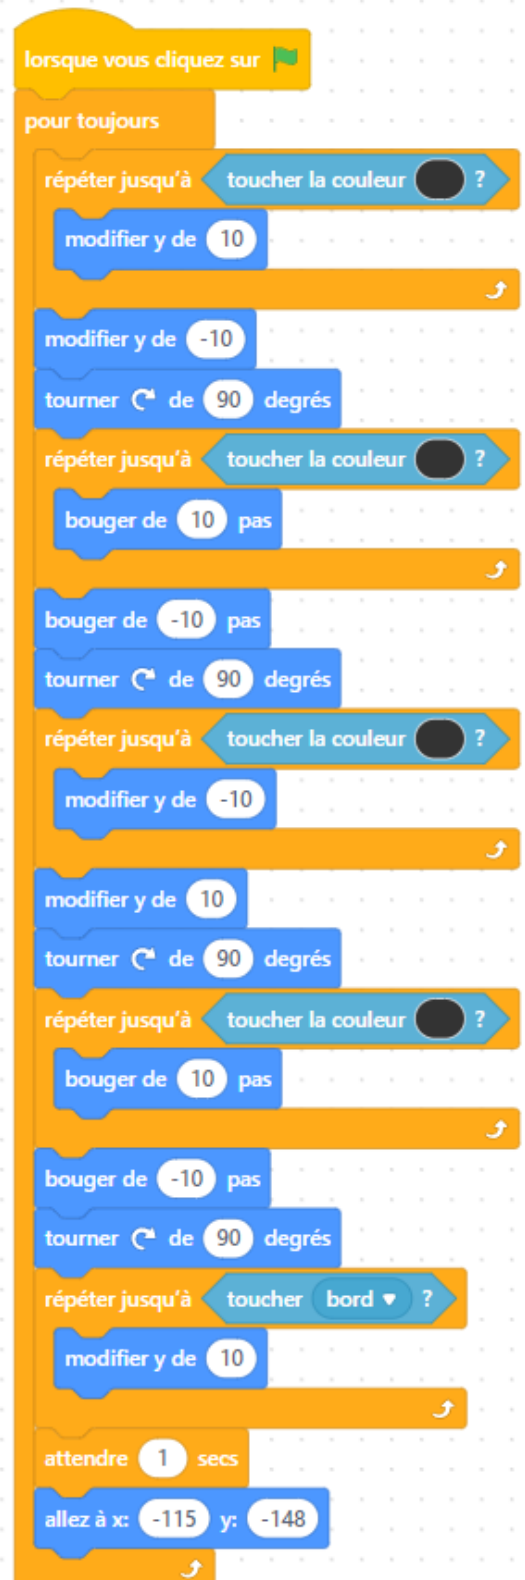 lorsque vous cliquez sur
pour toujours
répéter jusqu'à toucher la couleur ?
modifier y de 10
modifier y de -10
tourner de 90 degrés
répéter jusqu'à toucher la couleur ?
bouger de 10 pas
bouger de -10 pas
tourner de 90 degrés
répéter jusqu'à toucher la couleur ?
modifier y de -10
modifier y de 10
tourner de 90 degrés
répéter jusqu'à toucher la couleur ?
bouger de 10 pas
bouger de -10 pas
tourner de 90 degrés
répéter jusqu'à toucher bord ?
modifier y de 10
attendre 1 secs
allez à x: -115 y: -148